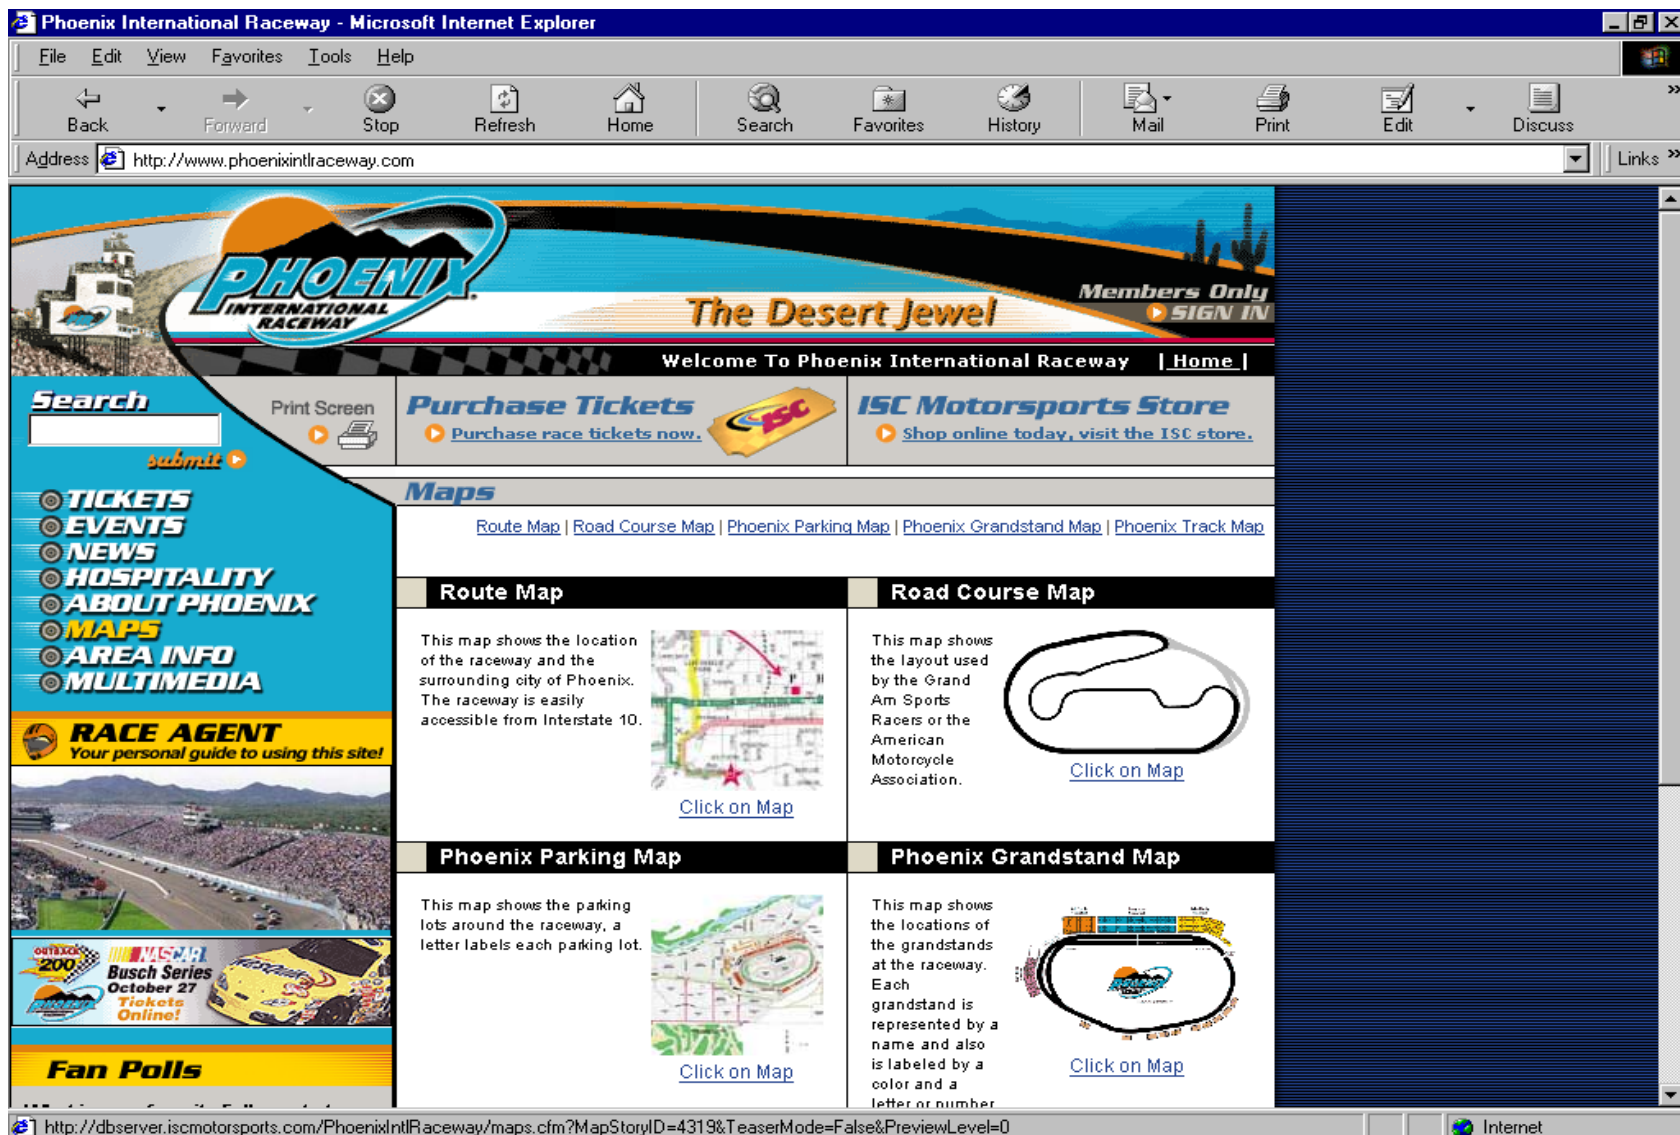 Phoenix International Raceway - Microsoft Internet Explorer
File Edit View Favorites Tools Help
Back Forward Stop Refresh Home Search Favorites History Mail Print Edit Discuss
Address http://www.phoenixintlraceway.com Links
PHOENIX
INTERNATIONAL
RACEWAY
The Desert Jewel
Members Only
SIGN IN
Welcome To Phoenix International Raceway | Home |
Search
submit
Print Screen
Purchase Tickets
Purchase race tickets now.
ISC
ISC Motorsports Store
Shop online today, visit the ISC store.
TICKETS
EVENTS
NEWS
HOSPITALITY
ABOUT PHOENIX
MAPS
AREA INFO
MULTIMEDIA
RACE AGENT
Your personal guide to using this site!
OUTBACK
200
PHOENIX
NASCAR
Busch Series
October 27
Tickets
Online!
Fan Polls
Maps
Route Map | Road Course Map | Phoenix Parking Map | Phoenix Grandstand Map | Phoenix Track Map
Route Map
This map shows the location
of the raceway and the
surrounding city of Phoenix.
The raceway is easily
accessible from Interstate 10.
Click on Map
Road Course Map
This map shows
the layout used
by the Grand
Am Sports
Racers or the
American
Motorcycle
Association.
Click on Map
Phoenix Parking Map
This map shows the parking
lots around the raceway, a
letter labels each parking lot.
Click on Map
Phoenix Grandstand Map
This map shows
the locations of
the grandstands
at the raceway.
Each
grandstand is
represented by a
name and also
is labeled by a
color and a
letter or number
Click on Map
http://dbserver.iscmotorsports.com/PhoenixIntlRaceway/maps.cfm?MapStoryID=4319&TeaserMode=False&PreviewLevel=0
Internet